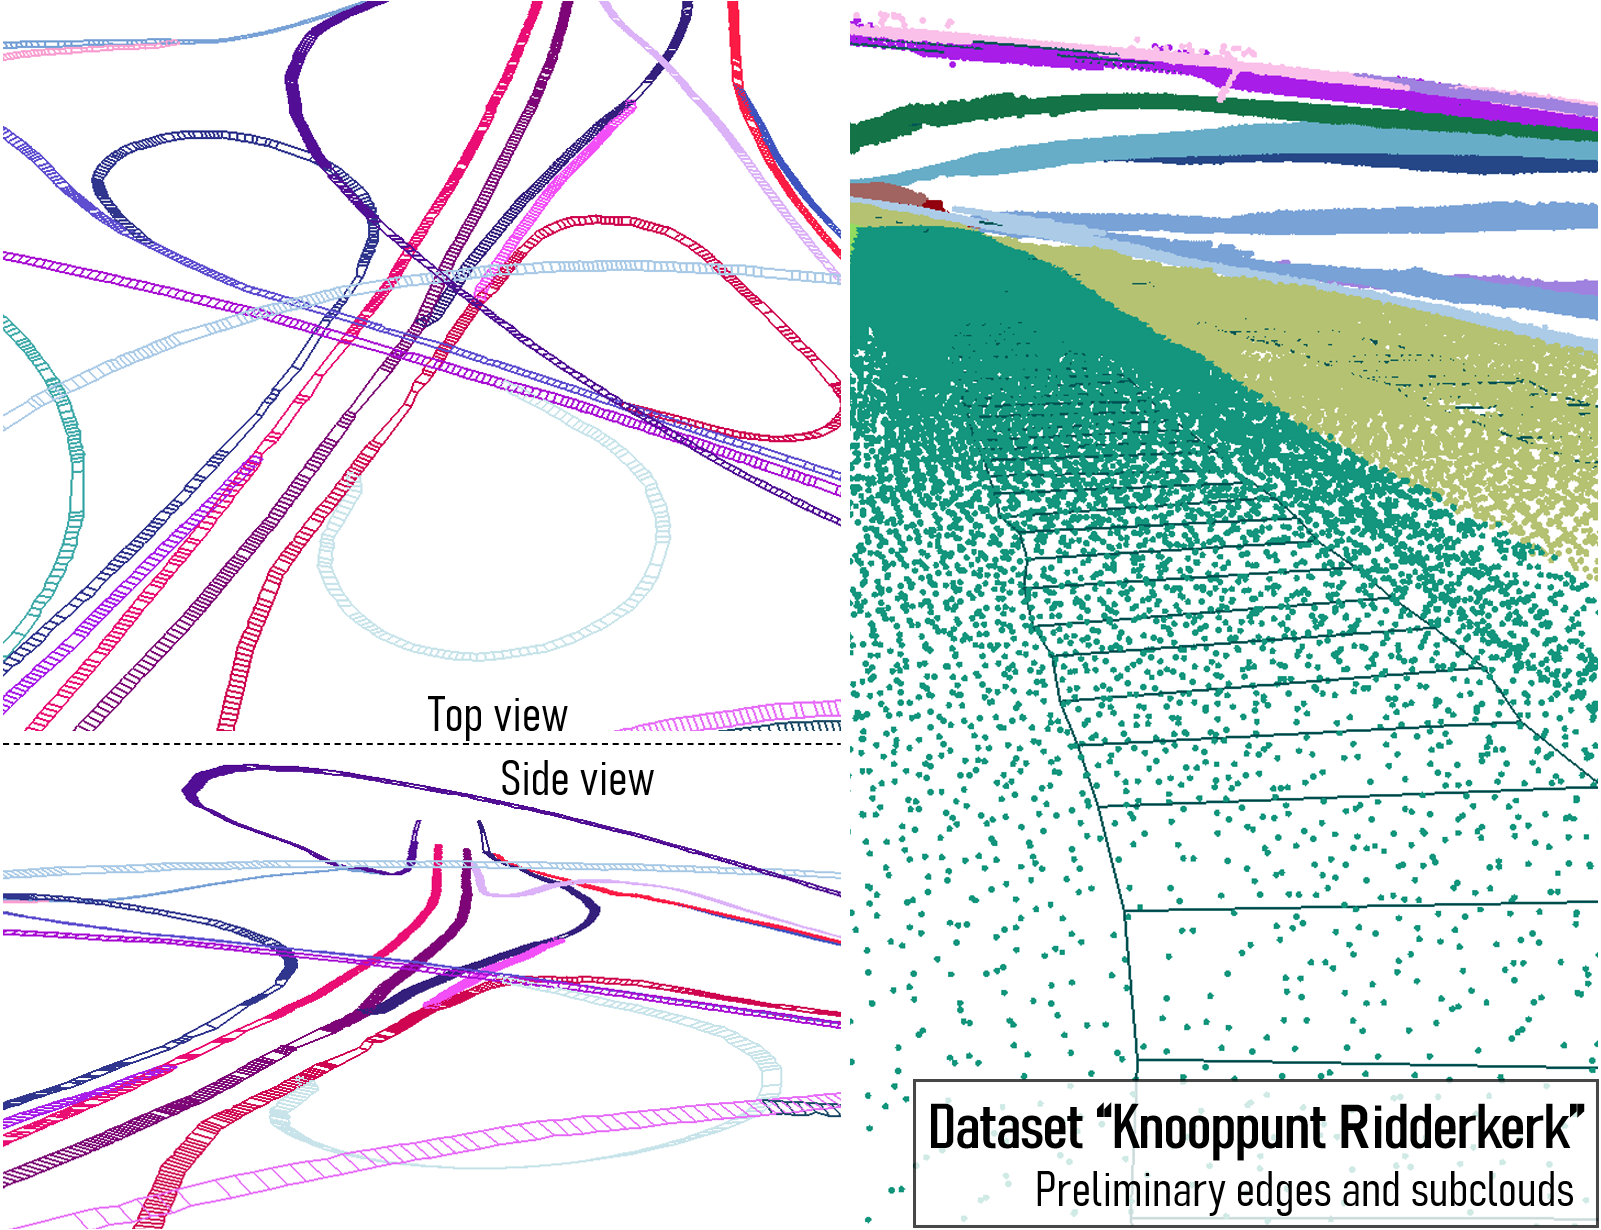 Top view
Side view
Dataset “Knooppunt Ridderkerk”
Preliminary edges and subclouds